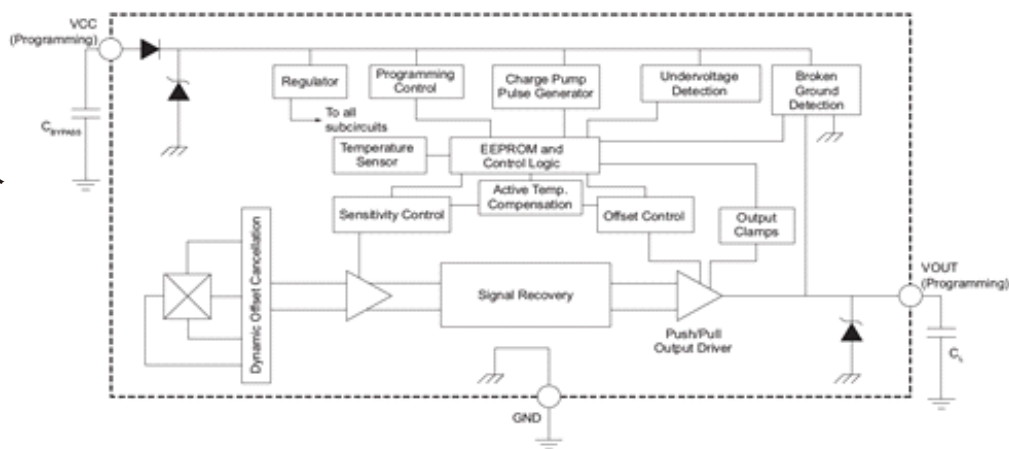 VCC
(Programming)
Regulator
Programming
Control
Charge Pump
Pulse Generator
Undervoltage
Detection
Broken
Ground
Detection
C BYPASS
To all
subcircuits
Temperature
Sensor
EEPROM and
Control Logic
Active Temp.
Compensation
Sensitivity Control
Offset Control
Output
Clamps
Dynamic Offset Cancellation
Signal Recovery
VOUT
(Programming)
Push/Pull
Output Driver
C
GND